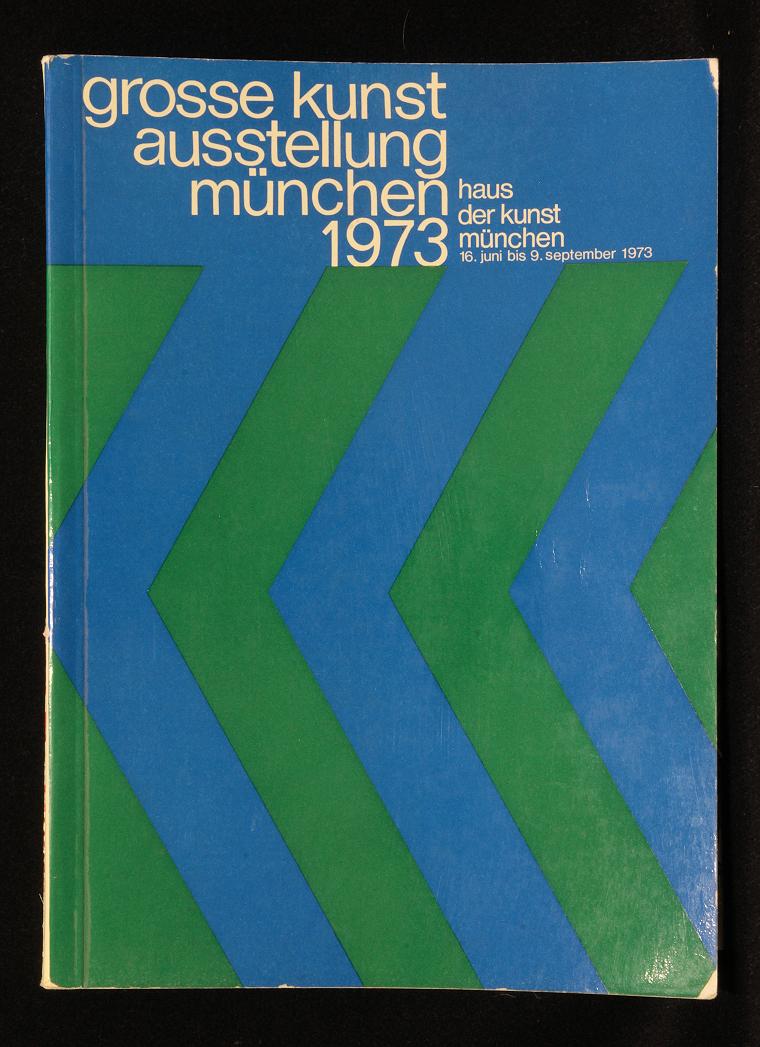 grosse kunst
ausstellung
münchen
1973
haus
der kunst
münchen
16. juni bis 9. september 1973